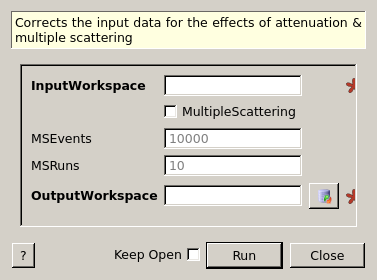 Corrects the input data for the effects of attenuation &
multiple scattering
InputWorkspace
MultipleScattering
MSEvents 10000
MSRuns 10
OutputWorkspace
? Keep Open Run Close